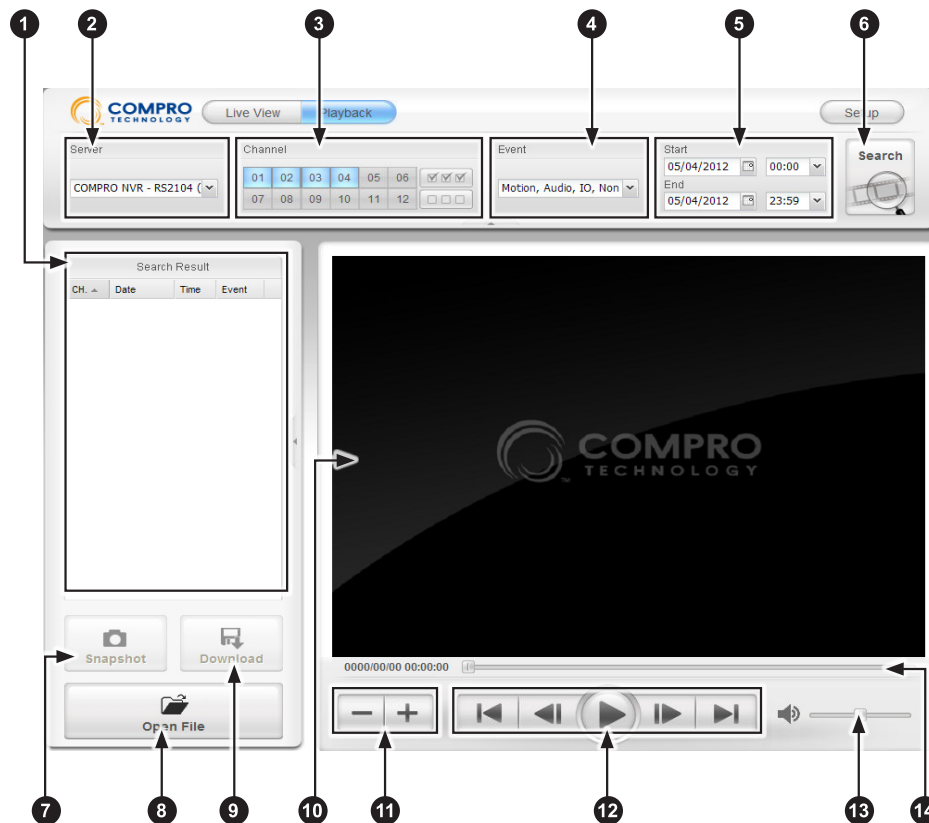 1 2 3 4 5 6
COMPRO
TECHNOLOGY
Live View Playback Setup
Server Channel Event Start Search
COMPRO NVR - RS2104 ( 01 02 03 04 05 06 Motion, Audio, IO, Non 05/04/2012 00:00
End
07 08 09 10 11 12 05/04/2012 23:59
Search Result
CH. Date Time Event
COMPRO
TECHNOLOGY
TM
Snapshot Download
0000/00/00 00:00:00
Open File
7 8 9 10 11 12 13 14